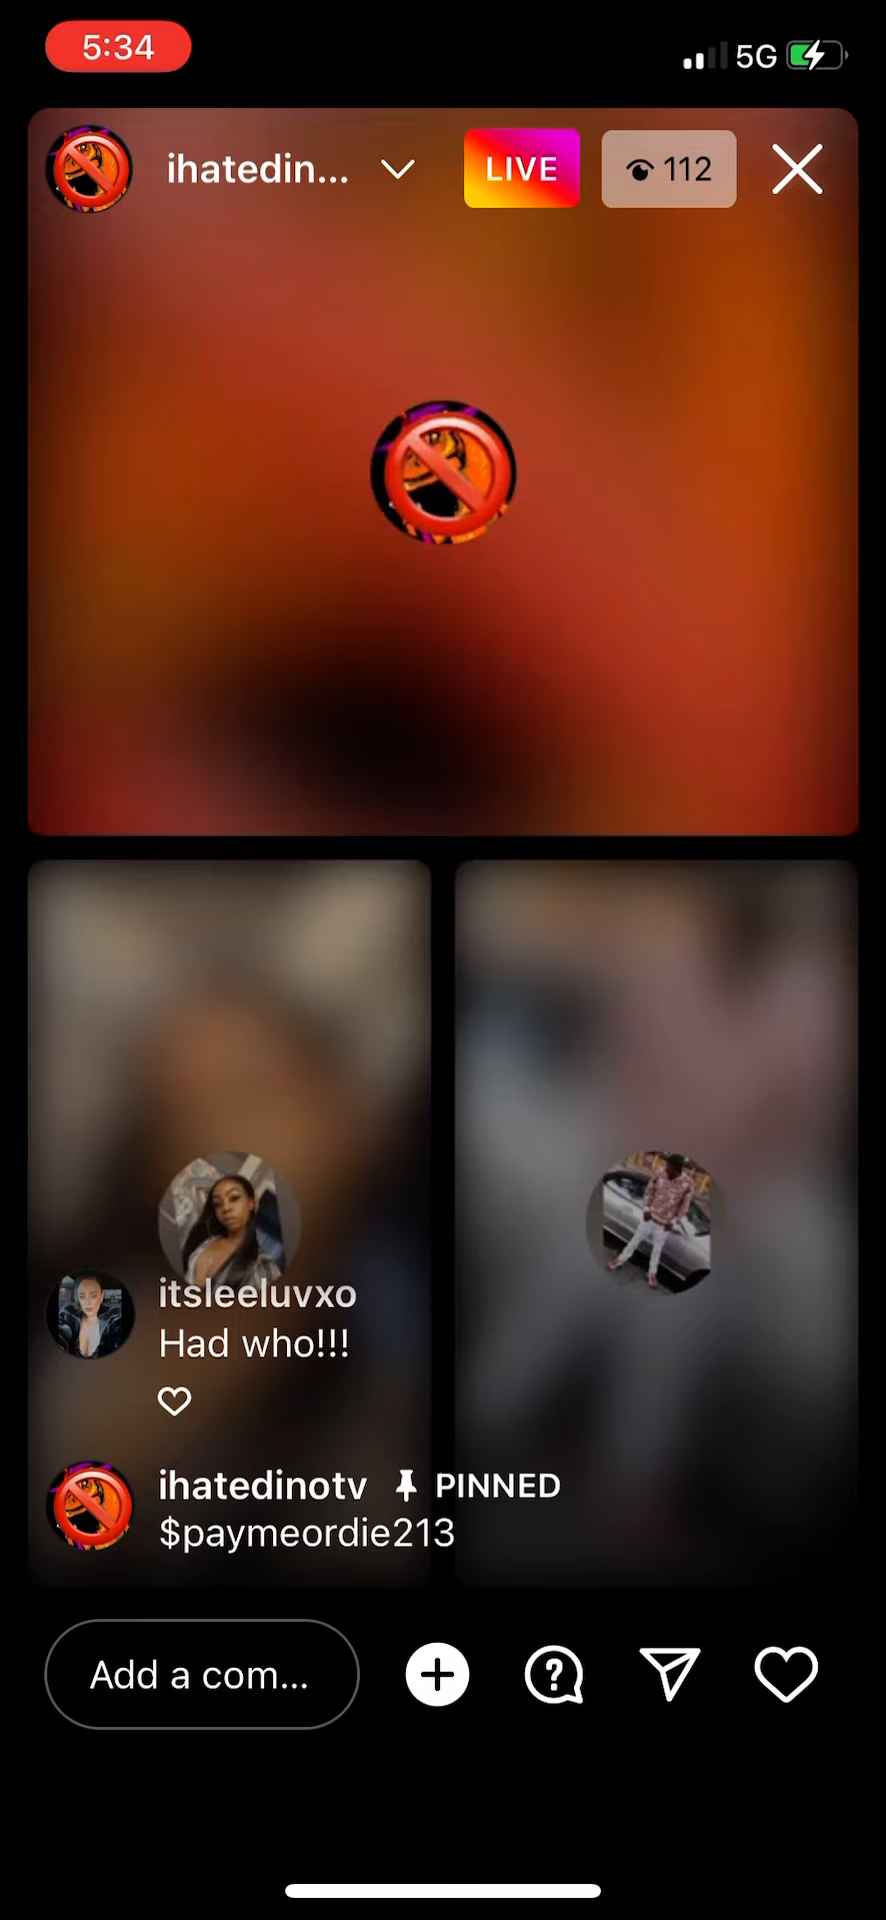 5:34
5G
ihatedin...
LIVE
112
itsleeluvxo
Had who!!!
ihatedinotv PINNED
$paymeordie213
Add a com...